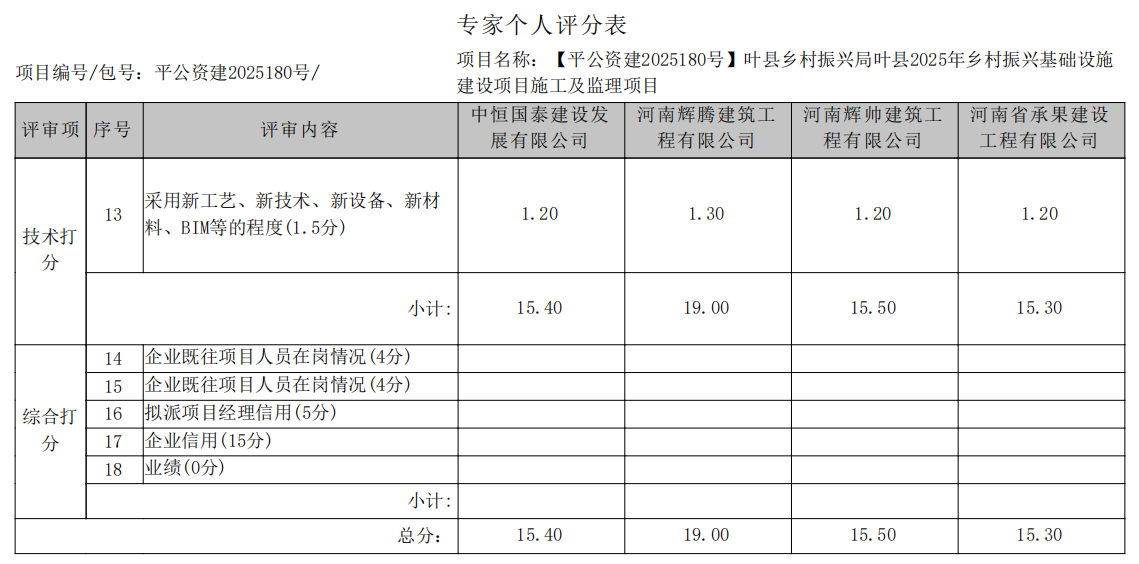 专家个人评分表
项目编号/包号：平公资建2025180号/
项目名称：【平公资建2025180号】叶县乡村振兴局叶县2025年乡村振兴基础设施
建设项目施工及监理项目
评审项 序号 评审内容 中恒国泰建设发 河南辉腾建筑工 河南辉帅建筑工 河南省承果建设
展有限公司 程有限公司 程有限公司 工程有限公司
技术打
分
13 采用新工艺、新技术、新设备、新材 1.20 1.30 1.20 1.20
料、BIM等的程度(1.5分)
小计: 15.40 19.00 15.50 15.30
综合打
分
14 企业既往项目人员在岗情况(4分)
15 企业既往项目人员在岗情况(4分)
16 拟派项目经理信用(5分)
17 企业信用(15分)
18 业绩(0分)
小计:
总分: 15.40 19.00 15.50 15.30